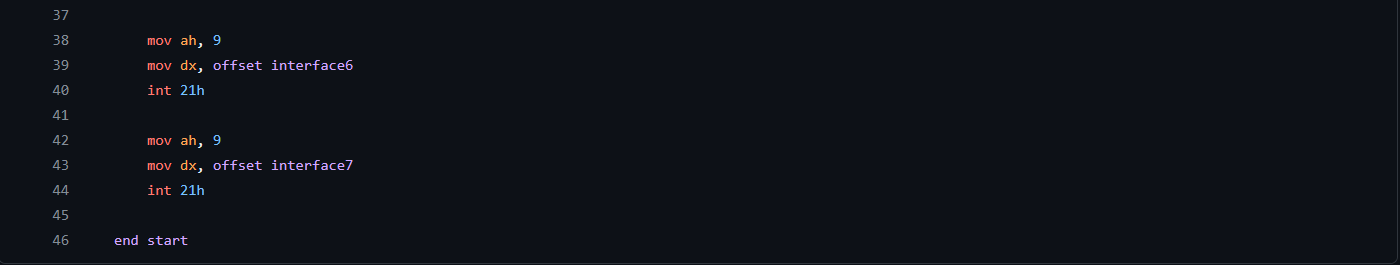 37
38 mov ah, 9
39 mov dx, offset interface6
40 int 21h
41
42 mov ah, 9
43 mov dx, offset interface7
44 int 21h
45
46 end start